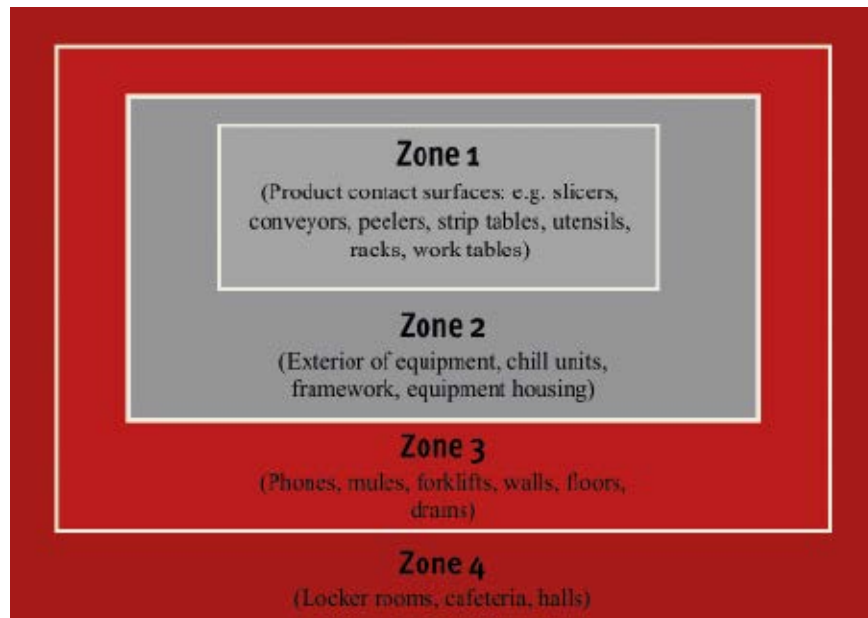 Zone 1
(Product contact surfaces: e.g. slicers,
conveyors, peelers, strip tables, utensils,
racks, work tables)
Zone 2
(Exterior of equipment, chill units,
framework, equipment housing)
Zone 3
(Phones, mules, forklifts, walls, floors,
drains)
Zone 4
(Locker rooms, cafeteria, halls)